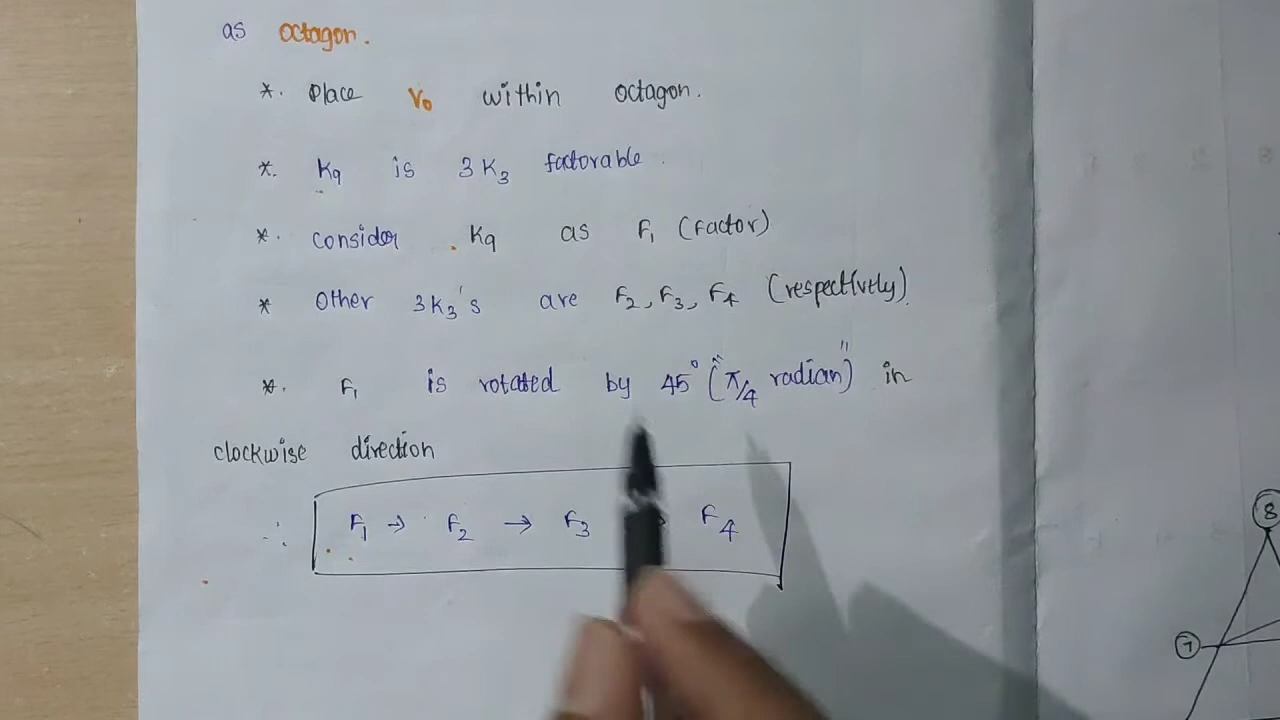 as octagon.
*. Place V₀ within octagon.
*. K₉ is 3K₃ factorable.
*. consider K₉ as F₁ (Factor)
* Other 3K₃'s are F₂, F₃, F₄ (respectively).
*. F₁ is rotated by 45° ("π/4 radian") in
clockwise direction
∴ F₁ → F₂ → F₃ F₄
8
7